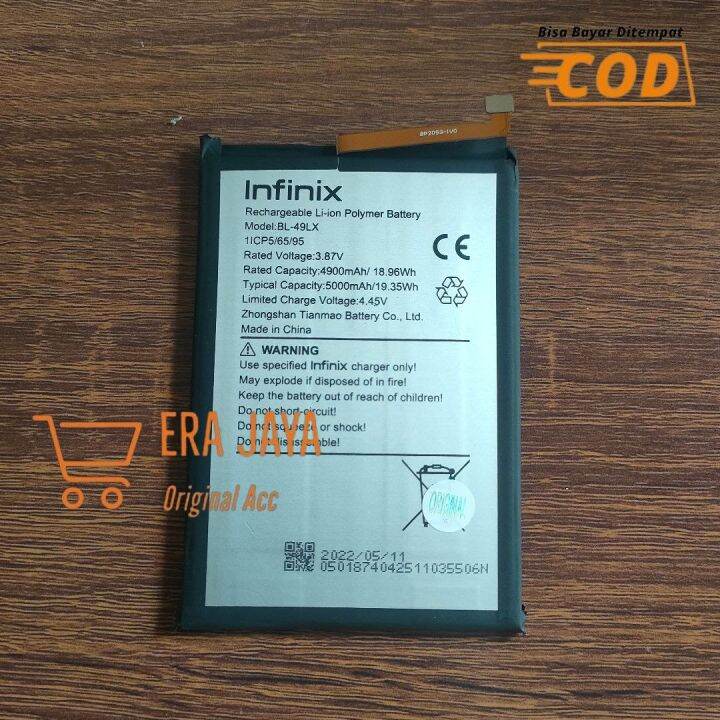 Bisa Bayar Ditempat
COD
BP2053-1V0
Infinix
Rechargeable Li-ion Polymer Battery
Model:BL-49LX
1ICP5/65/95
Rated Voltage:3.87V
Rated Capacity:4900mAh/ 18.96Wh
Typical Capacity:5000mAh/19.35Wh
Limited Charge Voltage:4.45V
Zhongshan Tianmao Battery Co., Ltd.
Made in China
CE
WARNING
Use specified Infinix charger only!
May explode if disposed of in fire!
Keep the battery out of reach of children!
Do not short-circuit!
Do not squeeze or shock!
Do not disassemble!
ERA JAYA
Original Acc
ORIGINAL
2022/05/11
0501874042511035506N